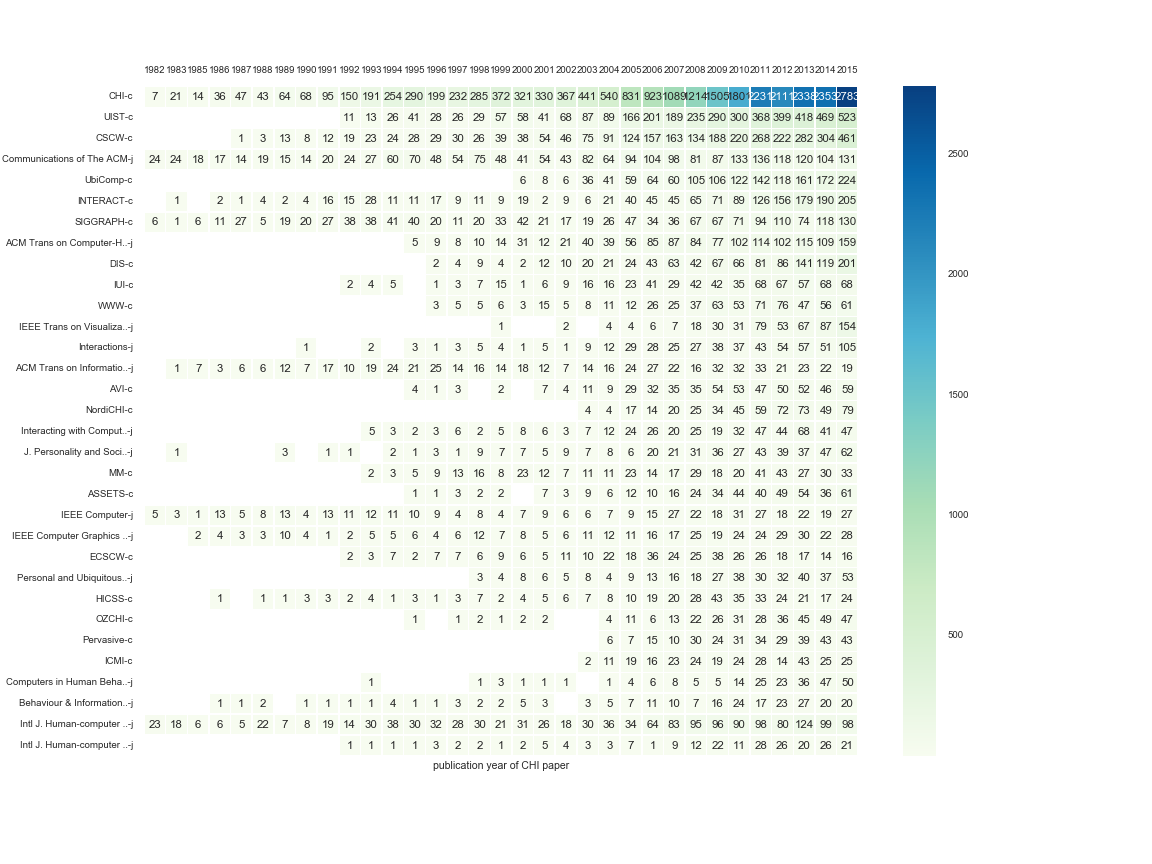 1982 1983 1985 1986 1987 1988 1989 1990 1991 1992 1993 1994 1995 1996 1997 1998 1999 2000 2001 2002 2003 2004 2005 2006 2007 2008 2009 2010 2011 2012 2013 2014 2015
CHI-c 7 21 14 36 47 43 64 68 95 150 191 254 290 199 232 285 372 321 330 367 441 540 831 923 1089 1214 1505 1801 2231 2111 2338 2353 2783
UIST-c 11 13 26 41 28 26 29 57 58 41 68 87 89 166 201 189 235 290 300 368 399 418 469 523
CSCW-c 1 3 13 8 12 19 23 24 28 29 30 26 39 38 54 46 75 91 124 157 163 134 188 220 268 222 282 304 461
Communications of The ACM-j 24 24 18 17 14 19 15 14 20 24 27 60 70 48 54 75 48 41 54 43 82 64 94 104 98 81 87 133 136 118 120 104 131
UbiComp-c 6 8 6 36 41 59 64 60 105 106 122 142 118 161 172 224
INTERACT-c 1 2 1 4 2 4 16 15 28 11 11 17 9 11 9 19 2 9 6 21 40 45 45 65 71 89 126 156 179 190 205
SIGGRAPH-c 6 1 6 11 27 5 19 20 27 38 38 41 40 20 11 20 33 42 21 17 19 26 47 34 36 67 67 71 94 110 74 118 130
ACM Trans on Computer-H..-j 5 9 8 10 14 31 12 21 40 39 56 85 87 84 77 102 114 102 115 109 159
DIS-c 2 4 9 4 2 12 10 20 21 24 43 63 42 67 66 81 86 141 119 201
IUI-c 2 4 5 1 3 7 15 1 6 9 16 16 23 41 29 42 42 35 68 67 57 68 68
WWW-c 3 5 5 6 3 15 5 8 11 12 26 25 37 63 53 71 76 47 56 61
IEEE Trans on Visualiza..-j 1 2 4 4 6 7 18 30 31 79 53 67 87 154
Interactions-j 1 2 3 1 3 5 4 1 5 1 9 12 29 28 25 27 38 37 43 54 57 51 105
ACM Trans on Informatio..-j 1 7 3 6 6 12 7 17 10 19 24 21 25 14 16 14 18 12 7 14 16 24 27 22 16 32 32 33 21 23 22 19
AVI-c 4 1 3 2 7 4 11 9 29 32 35 35 54 53 47 50 52 46 59
NordiCHI-c 4 4 17 14 20 25 34 45 59 72 73 49 79
Interacting with Comput..-j 5 3 2 3 6 2 5 8 6 3 7 12 24 26 20 25 19 32 47 44 68 41 47
J. Personality and Soci..-j 1 3 1 1 2 1 3 1 9 7 7 5 9 7 8 6 20 21 31 36 27 43 39 37 47 62
MM-c 2 3 5 9 13 16 8 23 12 7 11 11 23 14 17 29 18 20 41 43 27 30 33
ASSETS-c 1 1 3 2 2 7 3 9 6 12 10 16 24 34 44 40 49 54 36 61
IEEE Computer-j 5 3 1 13 5 8 13 4 13 11 12 11 10 9 4 8 4 7 9 6 6 7 9 15 27 22 18 31 27 18 22 19 27
IEEE Computer Graphics ..-j 2 4 3 3 10 4 1 2 5 5 6 4 6 12 7 8 5 6 11 12 11 16 17 25 19 24 24 29 30 22 28
ECSCW-c 2 3 7 2 7 7 6 9 6 5 11 10 22 18 36 24 25 38 26 26 18 17 14 16
Personal and Ubiquitous..-j 3 4 8 6 5 8 4 9 13 16 18 27 38 30 32 40 37 53
HICSS-c 1 1 1 3 3 2 4 1 3 1 3 7 2 4 5 6 7 8 10 19 20 28 43 35 33 24 21 17 24
OZCHI-c 1 1 2 1 2 2 4 11 6 13 22 26 31 28 36 45 49 47
Pervasive-c 6 7 15 10 30 24 31 34 29 39 43 43
ICMI-c 2 11 19 16 23 24 19 24 28 14 43 25 25
Computers in Human Beha..-j 1 1 3 1 1 1 1 4 6 8 5 5 14 25 23 36 47 50
Behaviour & Information..-j 1 1 2 1 1 1 1 4 1 1 3 2 2 5 3 3 5 7 11 10 7 16 24 17 23 27 20 20
Intl J. Human-computer ..-j 23 18 6 6 5 22 7 8 19 14 30 38 30 32 28 30 21 31 26 18 30 36 34 64 83 95 96 90 98 80 124 99 98
Intl J. Human-computer ..-j 1 1 1 1 3 2 2 1 2 5 4 3 3 7 1 9 12 22 11 28 26 20 26 21
publication year of CHI paper
2500
2000
1500
1000
500